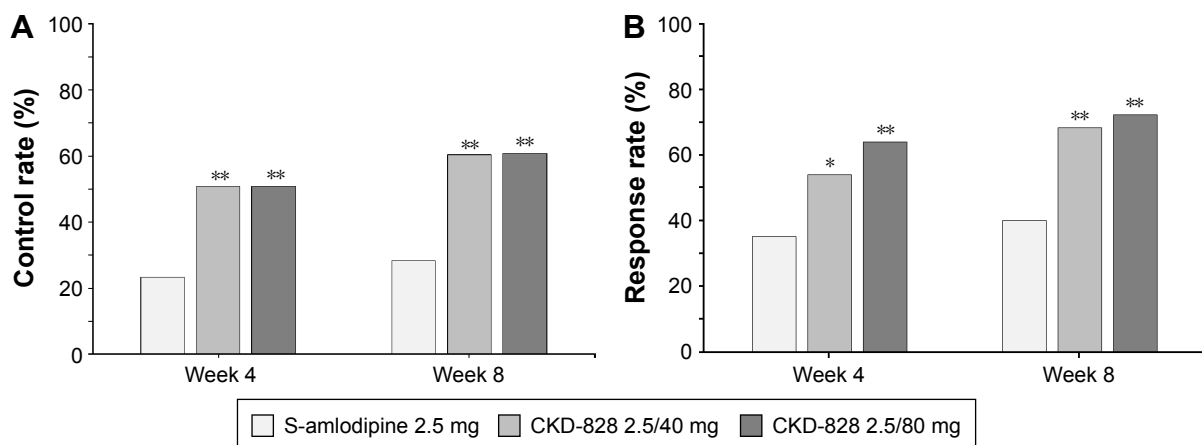 A
Control rate (%)
100
80
60
40
20
0
** **
** **
Week 4 Week 8
B
Response rate (%)
100
80
60
40
20
0
* **
** **
Week 4 Week 8
S-amlodipine 2.5 mg CKD-828 2.5/40 mg CKD-828 2.5/80 mg